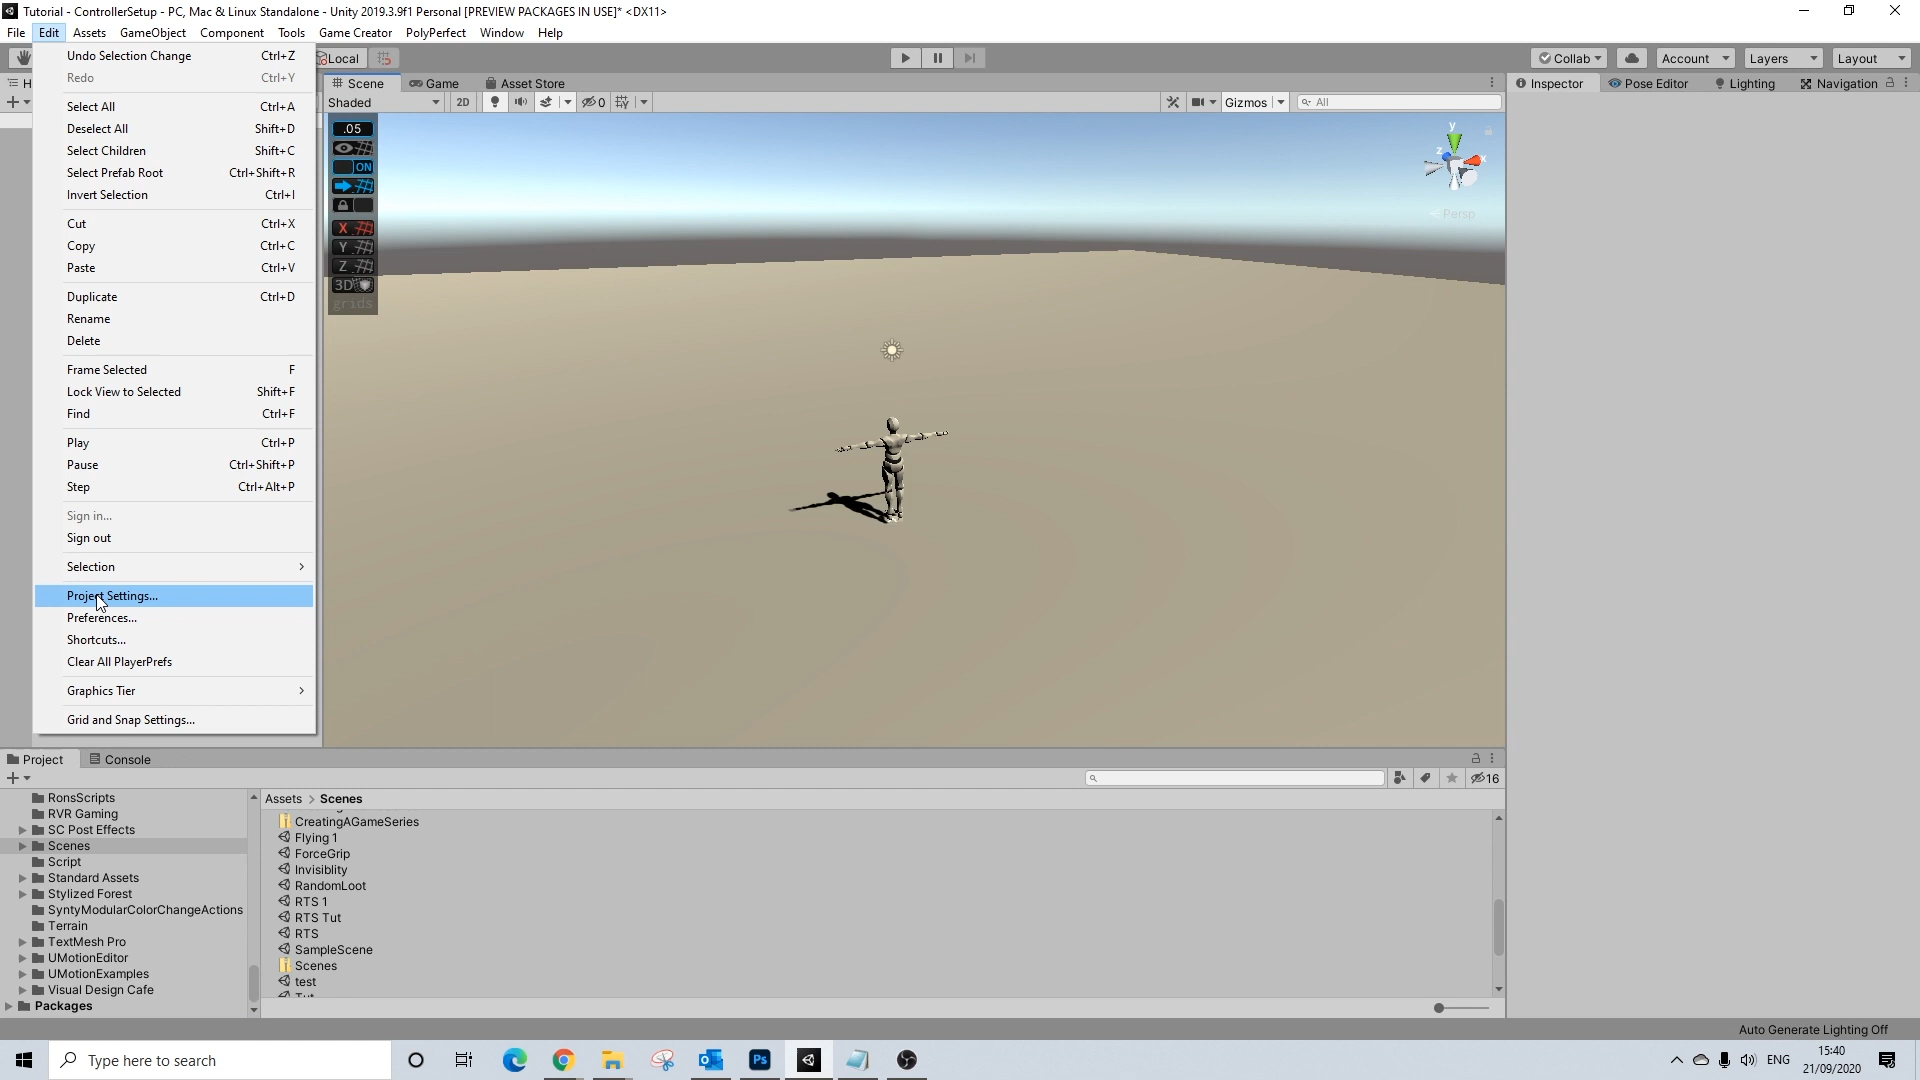 Tutorial - ControllerSetup - PC, Mac & Linux Standalone - Unity 2019.3.9f1 Personal [PREVIEW PACKAGES IN USE]* <DX11>
File Edit Assets GameObject Component Tools Game Creator PolyPerfect Window Help
Local
Collab Account Layers Layout
Undo Selection Change Ctrl+Z
Redo Ctrl+Y
Select All Ctrl+A
Deselect All Shift+D
Select Children Shift+C
Select Prefab Root Ctrl+Shift+R
Invert Selection Ctrl+I
Cut Ctrl+X
Copy Ctrl+C
Paste Ctrl+V
Duplicate Ctrl+D
Rename
Delete
Frame Selected F
Lock View to Selected Shift+F
Find Ctrl+F
Play Ctrl+P
Pause Ctrl+Shift+P
Step Ctrl+Alt+P
Sign in...
Sign out
Selection
Project Settings...
Preferences...
Shortcuts...
Clear All PlayerPrefs
Graphics Tier
Grid and Snap Settings...
H
Scene Game Asset Store
Shaded 2D 0 Gizmos All
.05
ON
X
Y
Z
3D
grids
y
z x
Persp
Inspector Pose Editor Lighting Navigation
Project Console
16
RonsScripts
RVR Gaming
SC Post Effects
Scenes
Script
Standard Assets
Stylized Forest
SyntyModularColorChangeActions
Terrain
TextMesh Pro
UMotionEditor
UMotionExamples
Visual Design Cafe
Packages
Assets > Scenes
CreatingAGameSeries
Flying 1
ForceGrip
Invisiblity
RandomLoot
RTS 1
RTS Tut
RTS
SampleScene
Scenes
test
Tut
Auto Generate Lighting Off
Type here to search
Ps
ENG
15:40
21/09/2020